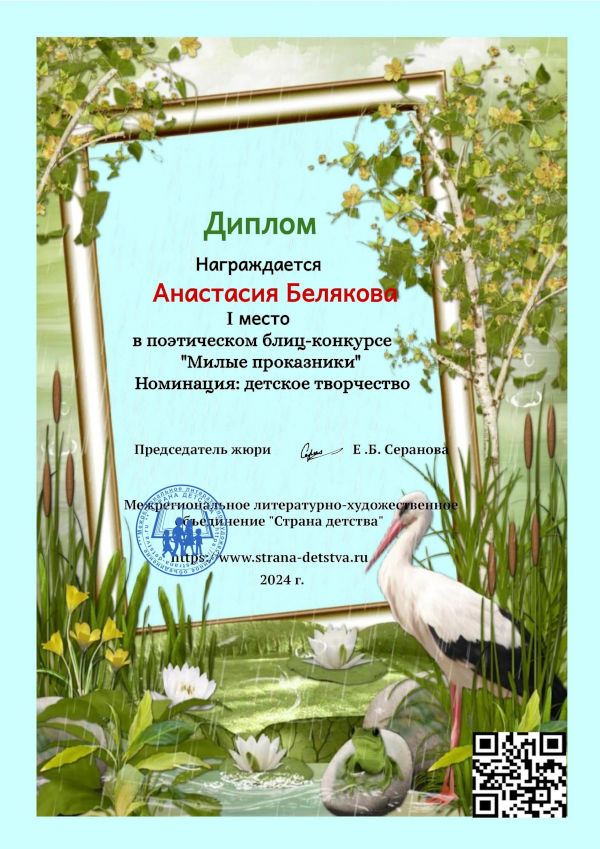 Диплом
Награждается
Анастасия Белякова
I место
в поэтическом блиц-конкурсе
"Милые проказники"
Номинация: детское творчество
Председатель жюри Е .Б. Серанова
Межрегиональное литературно-художественное
объединение "Страна детства"
https://www.strana-detstva.ru
2024 г.